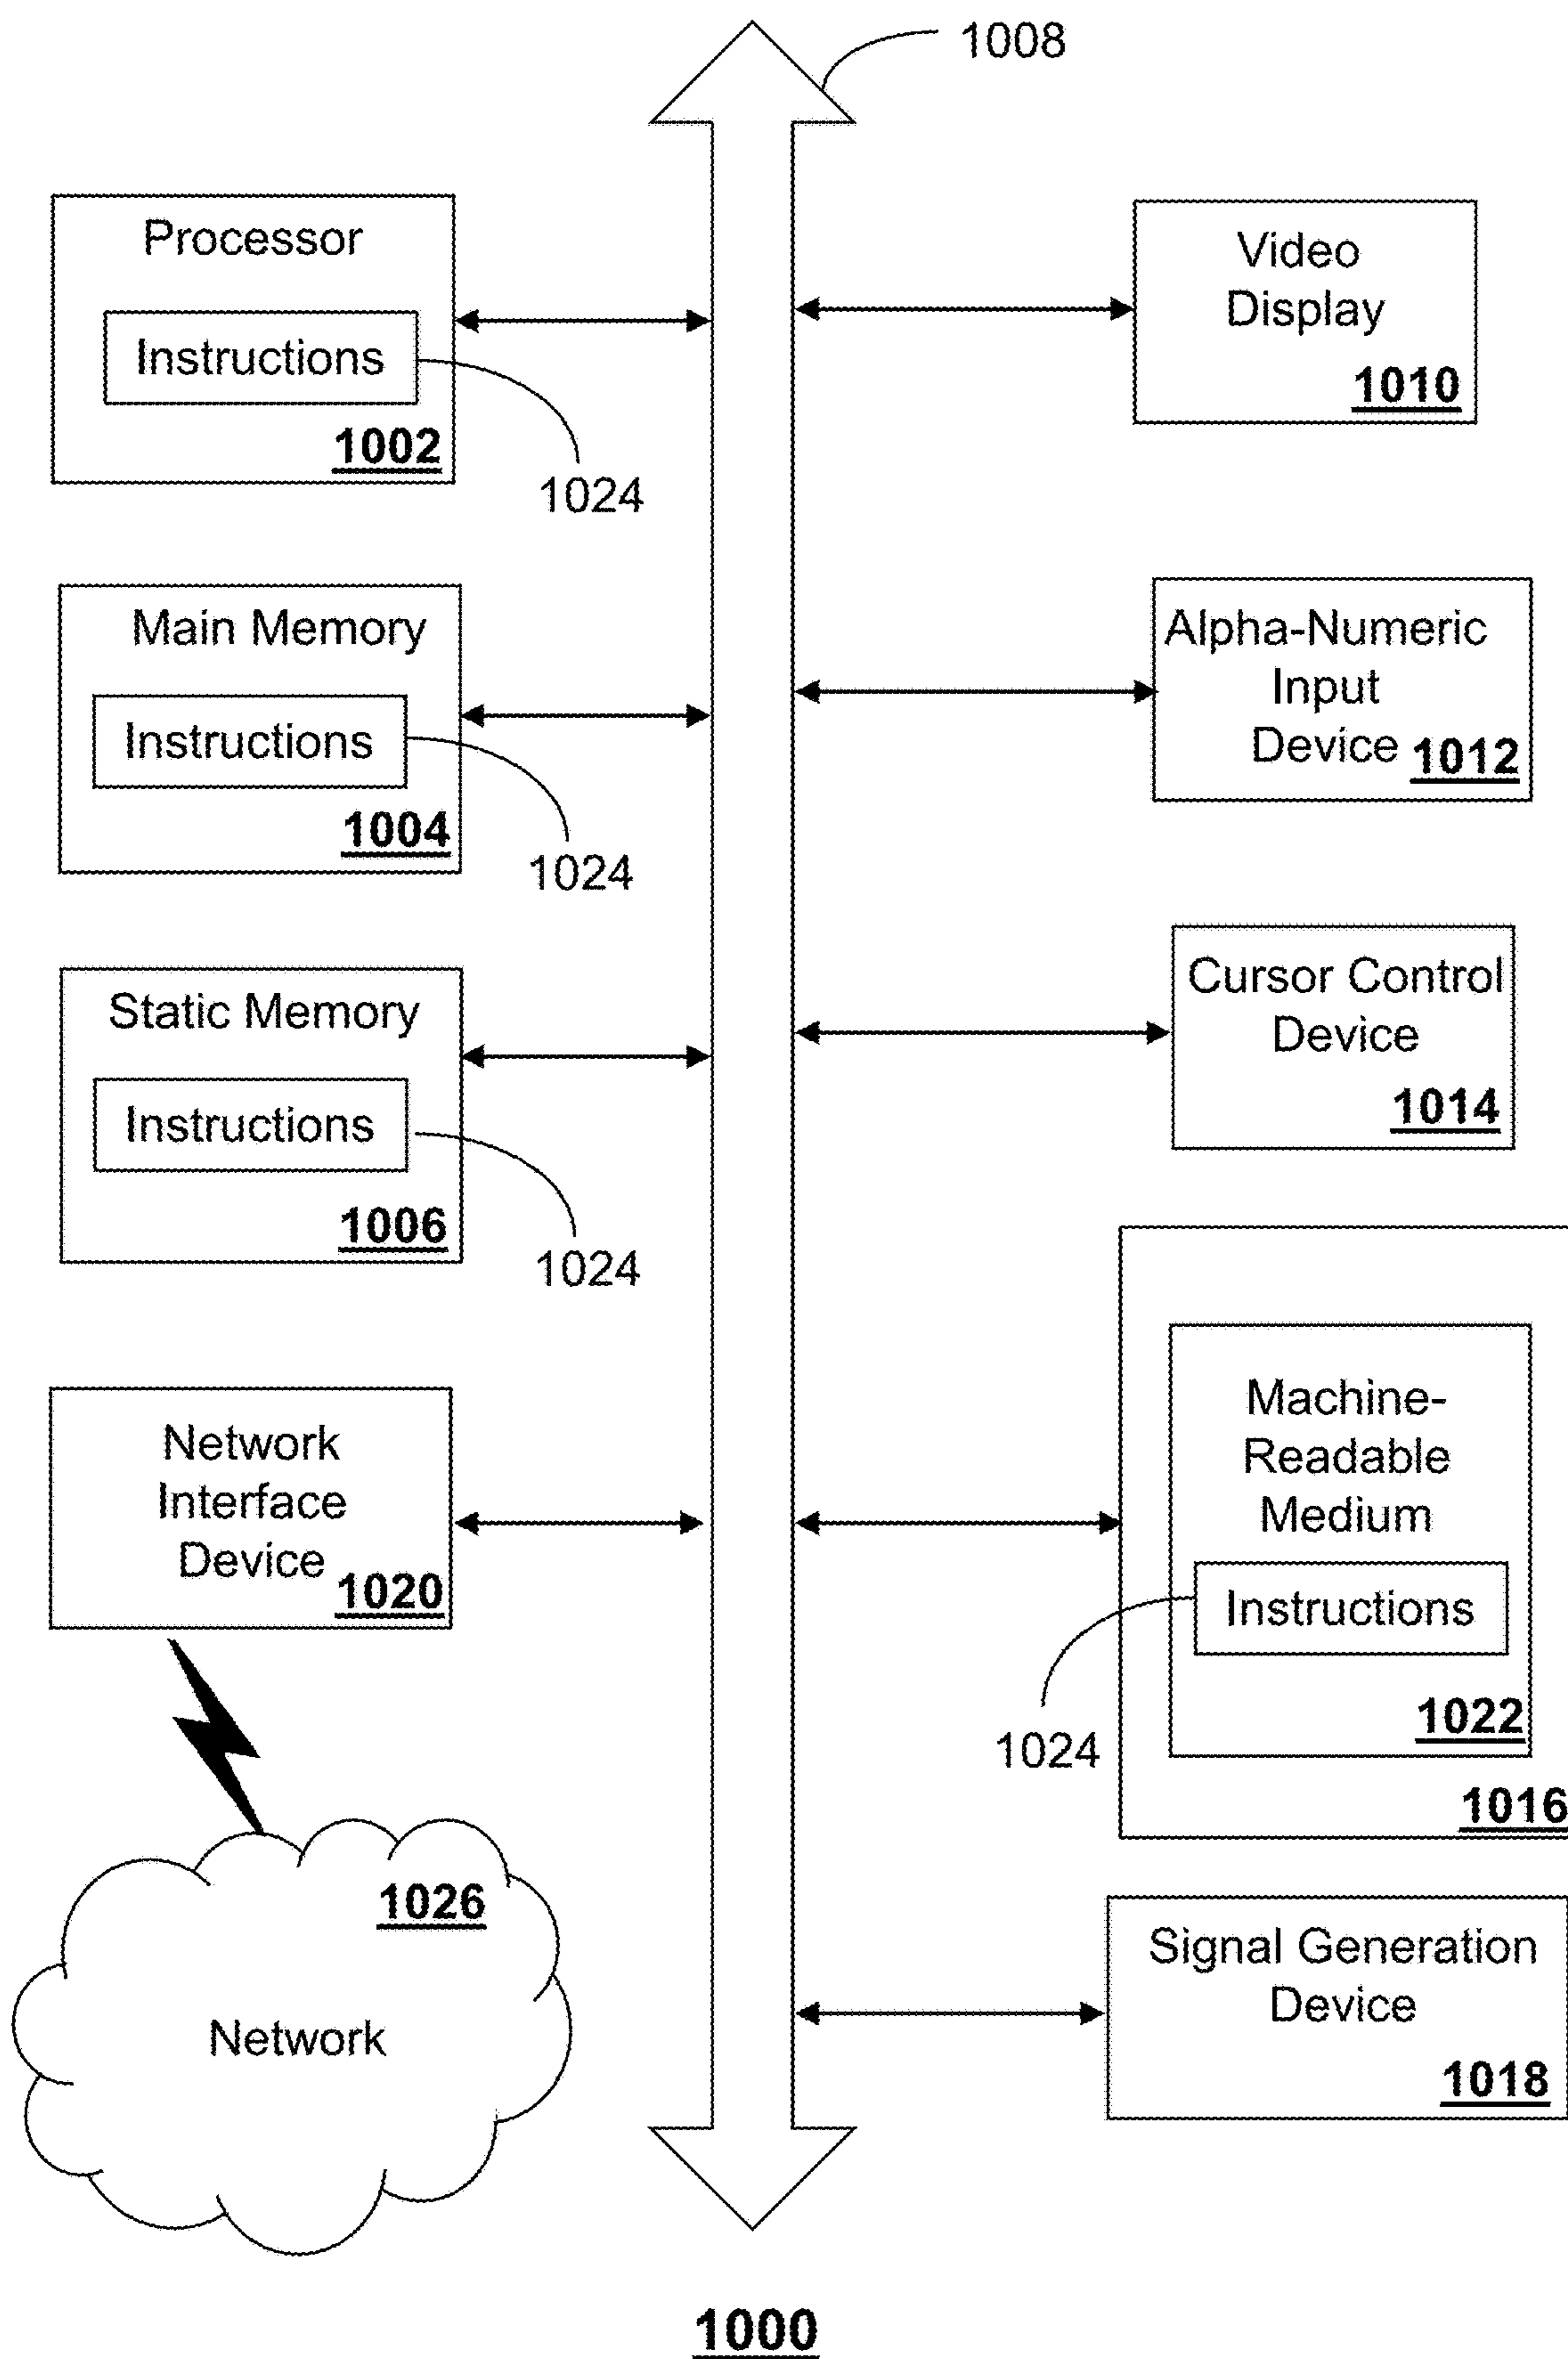 1008
Processor
Instructions
1002
1024
Main Memory
Instructions
1004
1024
Static Memory
Instructions
1006
1024
Network
Interface
Device
1020
1026
Network
Video
Display
1010
Alpha-Numeric
Input
Device
1012
Cursor Control
Device
1014
Machine-
Readable
Medium
Instructions
1022
1024
1016
Signal Generation
Device
1018
1000